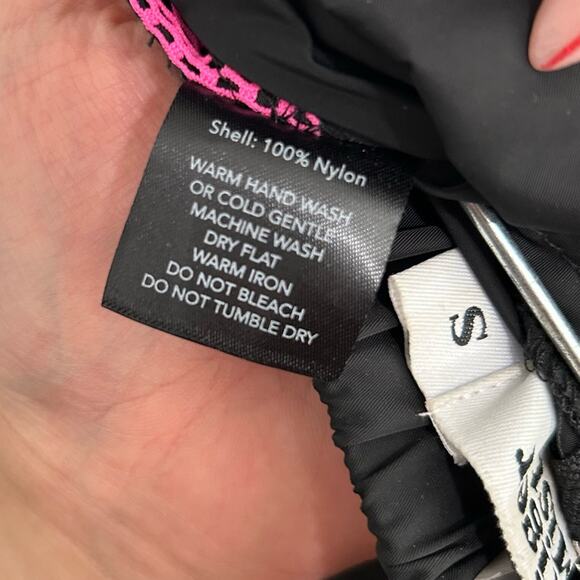 Shell: 100% Nylon
WARM HAND WASH
OR COLD GENTLE
MACHINE WASH
DRY FLAT
WARM IRON
DO NOT BLEACH
DO NOT TUMBLE DRY
S